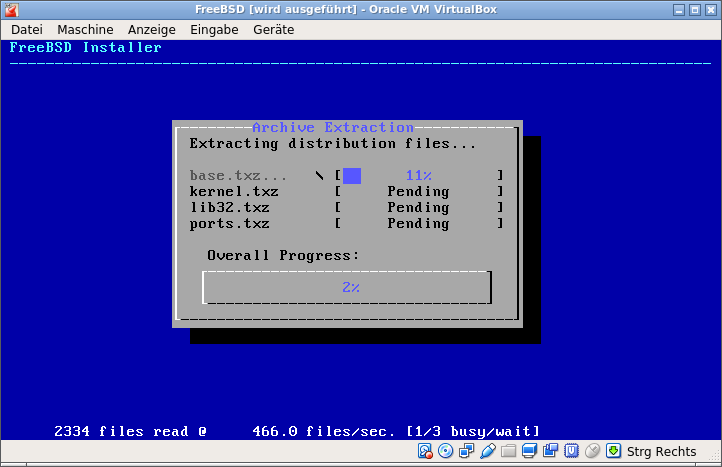 FreeBSD [wird ausgeführt] - Oracle VM VirtualBox
Datei Maschine Anzeige Eingabe Geräte
FreeBSD Installer
Archive Extraction
Extracting distribution files...
base.txz... \ [ 11% ]
kernel.txz [ Pending ]
lib32.txz [ Pending ]
ports.txz [ Pending ]
Overall Progress:
2%
2334 files read @ 466.0 files/sec. [1/3 busy/wait]
Strg Rechts